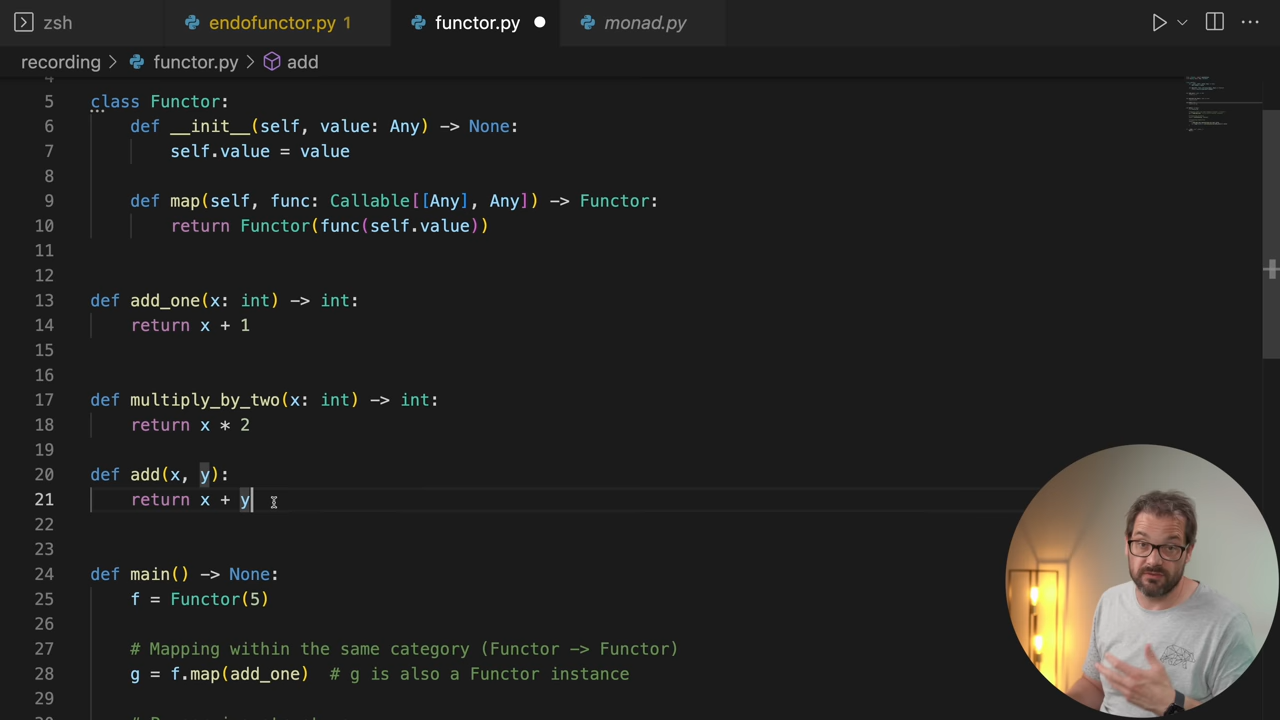 zsh
endofunctor.py 1
functor.py
monad.py
recording > functor.py > add
4
5 class Functor:
6 def __init__(self, value: Any) -> None:
7 self.value = value
8
9 def map(self, func: Callable[[Any], Any]) -> Functor:
10 return Functor(func(self.value))
11
12
13 def add_one(x: int) -> int:
14 return x + 1
15
16
17 def multiply_by_two(x: int) -> int:
18 return x * 2
19
20 def add(x, y):
21 return x + y
22
23
24 def main() -> None:
25 f = Functor(5)
26
27 # Mapping within the same category (Functor -> Functor)
28 g = f.map(add_one) # g is also a Functor instance
29